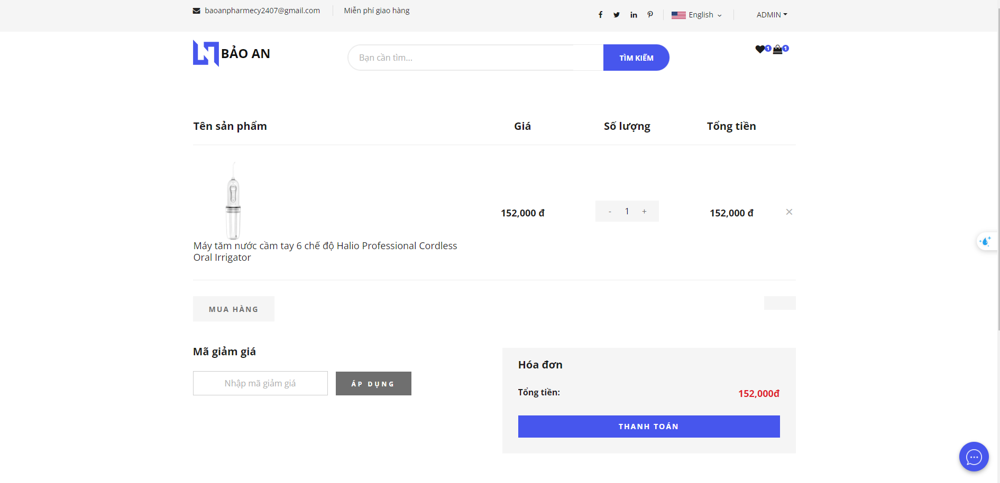 baoanpharmecy2407@gmail.com
Miễn phí giao hàng
English
ADMIN
BẢO AN
Bạn cần tìm...
TÌM KIẾM
1
1
Tên sản phẩm
Giá
Số lượng
Tổng tiền
152,000 đ
- 1 +
152,000 đ
Máy tăm nước cầm tay 6 chế độ Halio Professional Cordless
Oral Irrigator
MUA HÀNG
Mã giảm giá
Nhập mã giảm giá
ÁP DỤNG
Hóa đơn
Tổng tiền:
152,000đ
THANH TOÁN